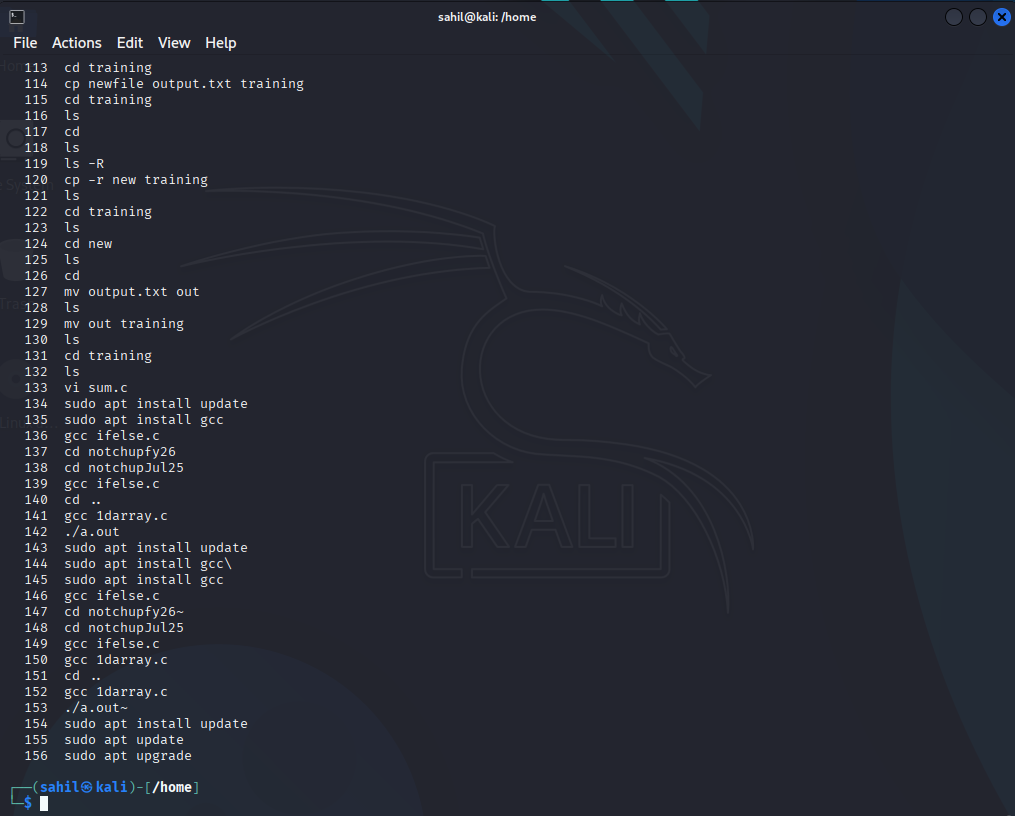 sahil@kali: /home
File Actions Edit View Help
113 cd training
114 cp newfile output.txt training
115 cd training
116 ls
117 cd
118 ls
119 ls -R
120 cp -r new training
121 ls
122 cd training
123 ls
124 cd new
125 ls
126 cd
127 mv output.txt out
128 ls
129 mv out training
130 ls
131 cd training
132 ls
133 vi sum.c
134 sudo apt install update
135 sudo apt install gcc
136 gcc ifelse.c
137 cd notchupfy26
138 cd notchupJul25
139 gcc ifelse.c
140 cd ..
141 gcc 1darray.c
142 ./a.out
143 sudo apt install update
144 sudo apt install gcc\
145 sudo apt install gcc
146 gcc ifelse.c
147 cd notchupfy26~
148 cd notchupJul25
149 gcc ifelse.c
150 gcc 1darray.c
151 cd ..
152 gcc 1darray.c
153 ./a.out~
154 sudo apt install update
155 sudo apt update
156 sudo apt upgrade
KALI
┌──(sahil㉿kali)-[/home]
└─$